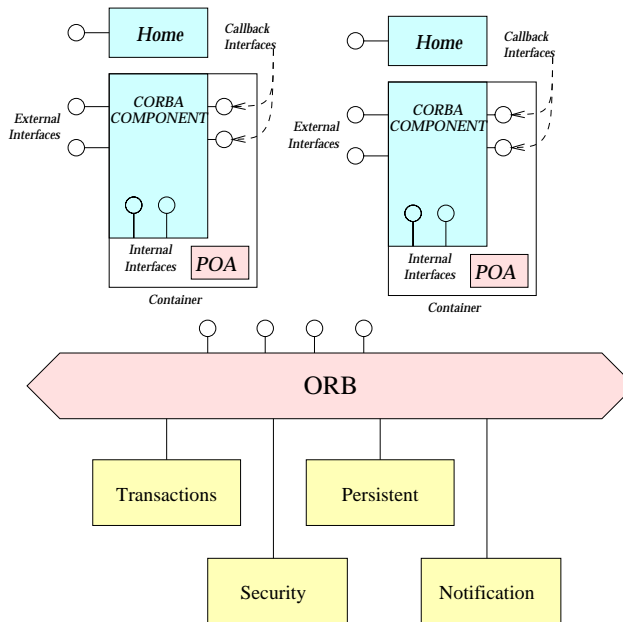 Home
Callback
Interfaces
CORBA
COMPONENT
External
Interfaces
Internal
Interfaces
POA
Container
Home
Callback
Interfaces
CORBA
COMPONENT
External
Interfaces
Internal
Interfaces
POA
Container
ORB
Transactions
Persistent
Security
Notification